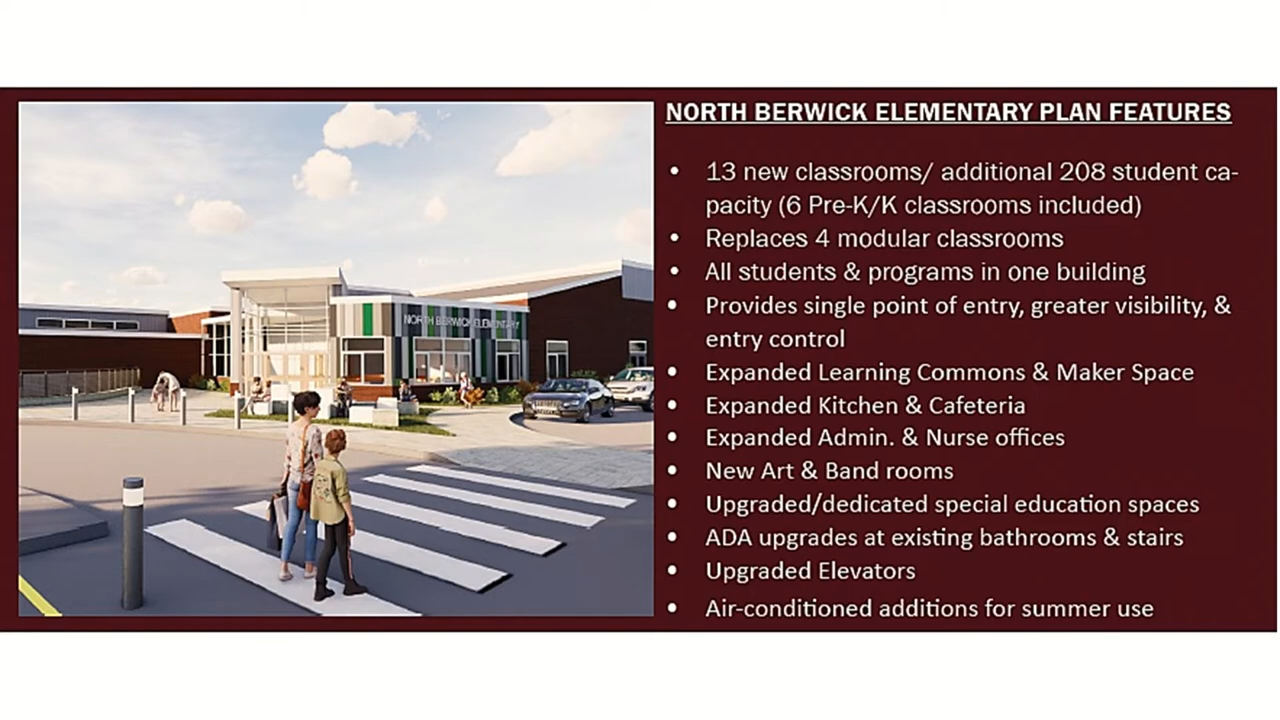 NORTH BERWICK ELEMENTARY PLAN FEATURES
• 13 new classrooms/ additional 208 student ca-
pacity (6 Pre-K/K classrooms included)
• Replaces 4 modular classrooms
• All students & programs in one building
• Provides single point of entry, greater visibility, &
entry control
• Expanded Learning Commons & Maker Space
• Expanded Kitchen & Cafeteria
• Expanded Admin. & Nurse offices
• New Art & Band rooms
• Upgraded/dedicated special education spaces
• ADA upgrades at existing bathrooms & stairs
• Upgraded Elevators
• Air-conditioned additions for summer use
NORTH BERWICK ELEMENTARY